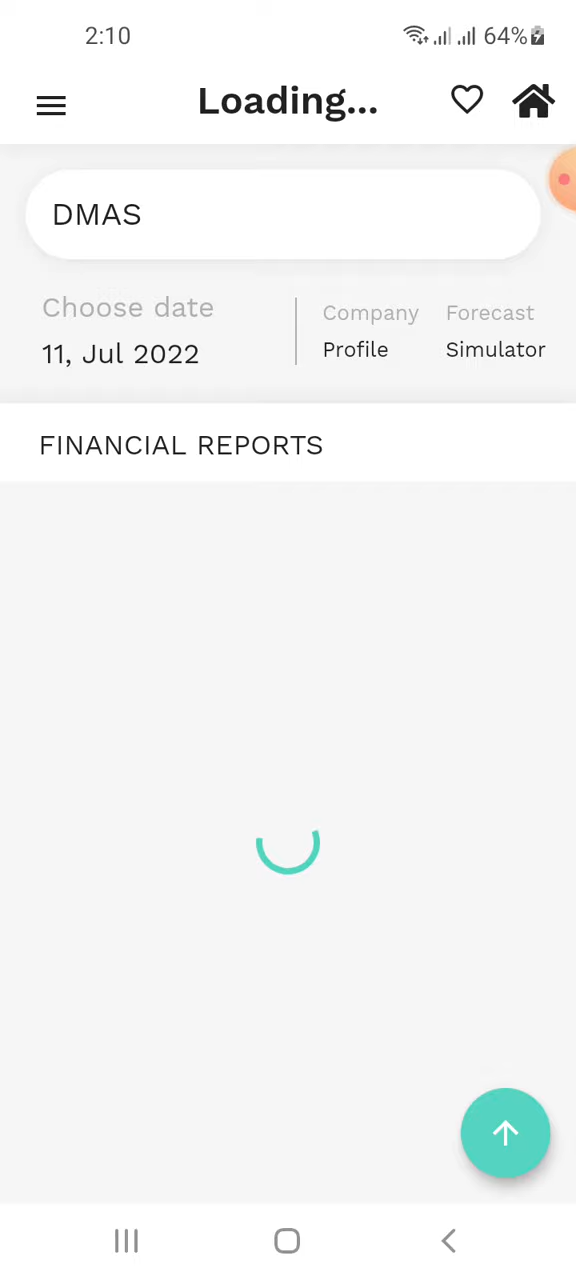 2:10
64%
Loading...
DMAS
Choose date
11, Jul 2022
Company
Profile
Forecast
Simulator
FINANCIAL REPORTS